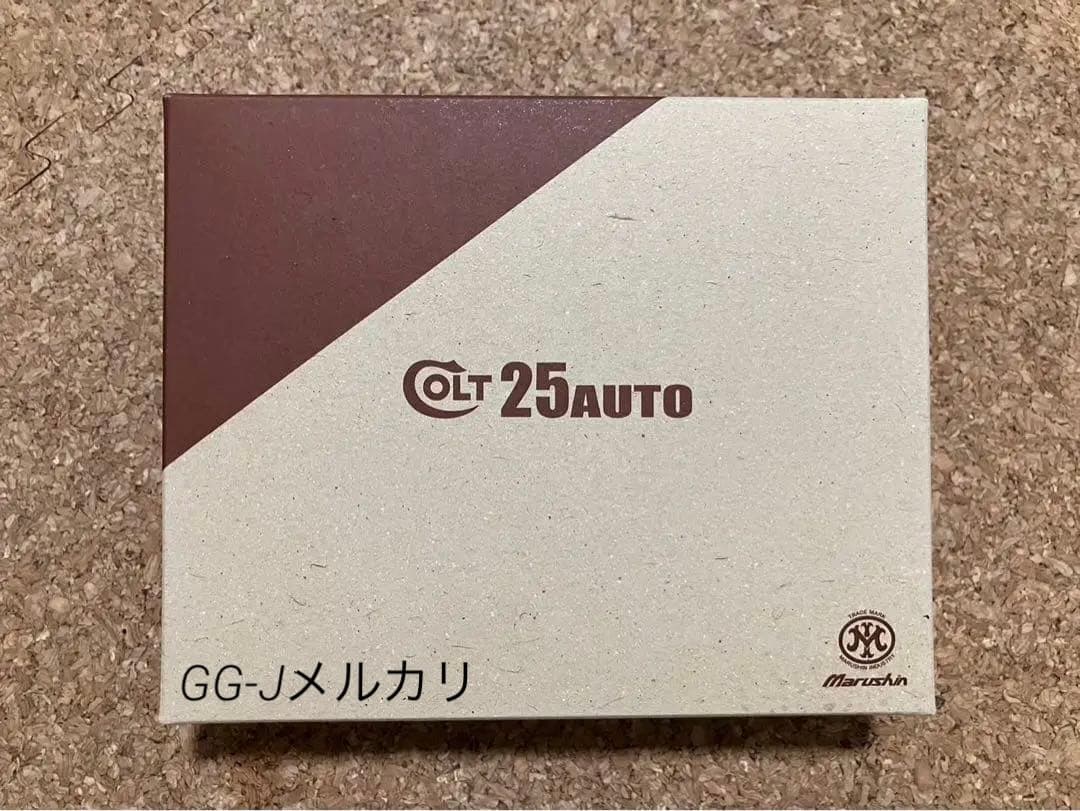 COLT 25AUTO
TRADE MARK
MARUSHIN INDUSTRY
Marushin
GG-Jメルカリ